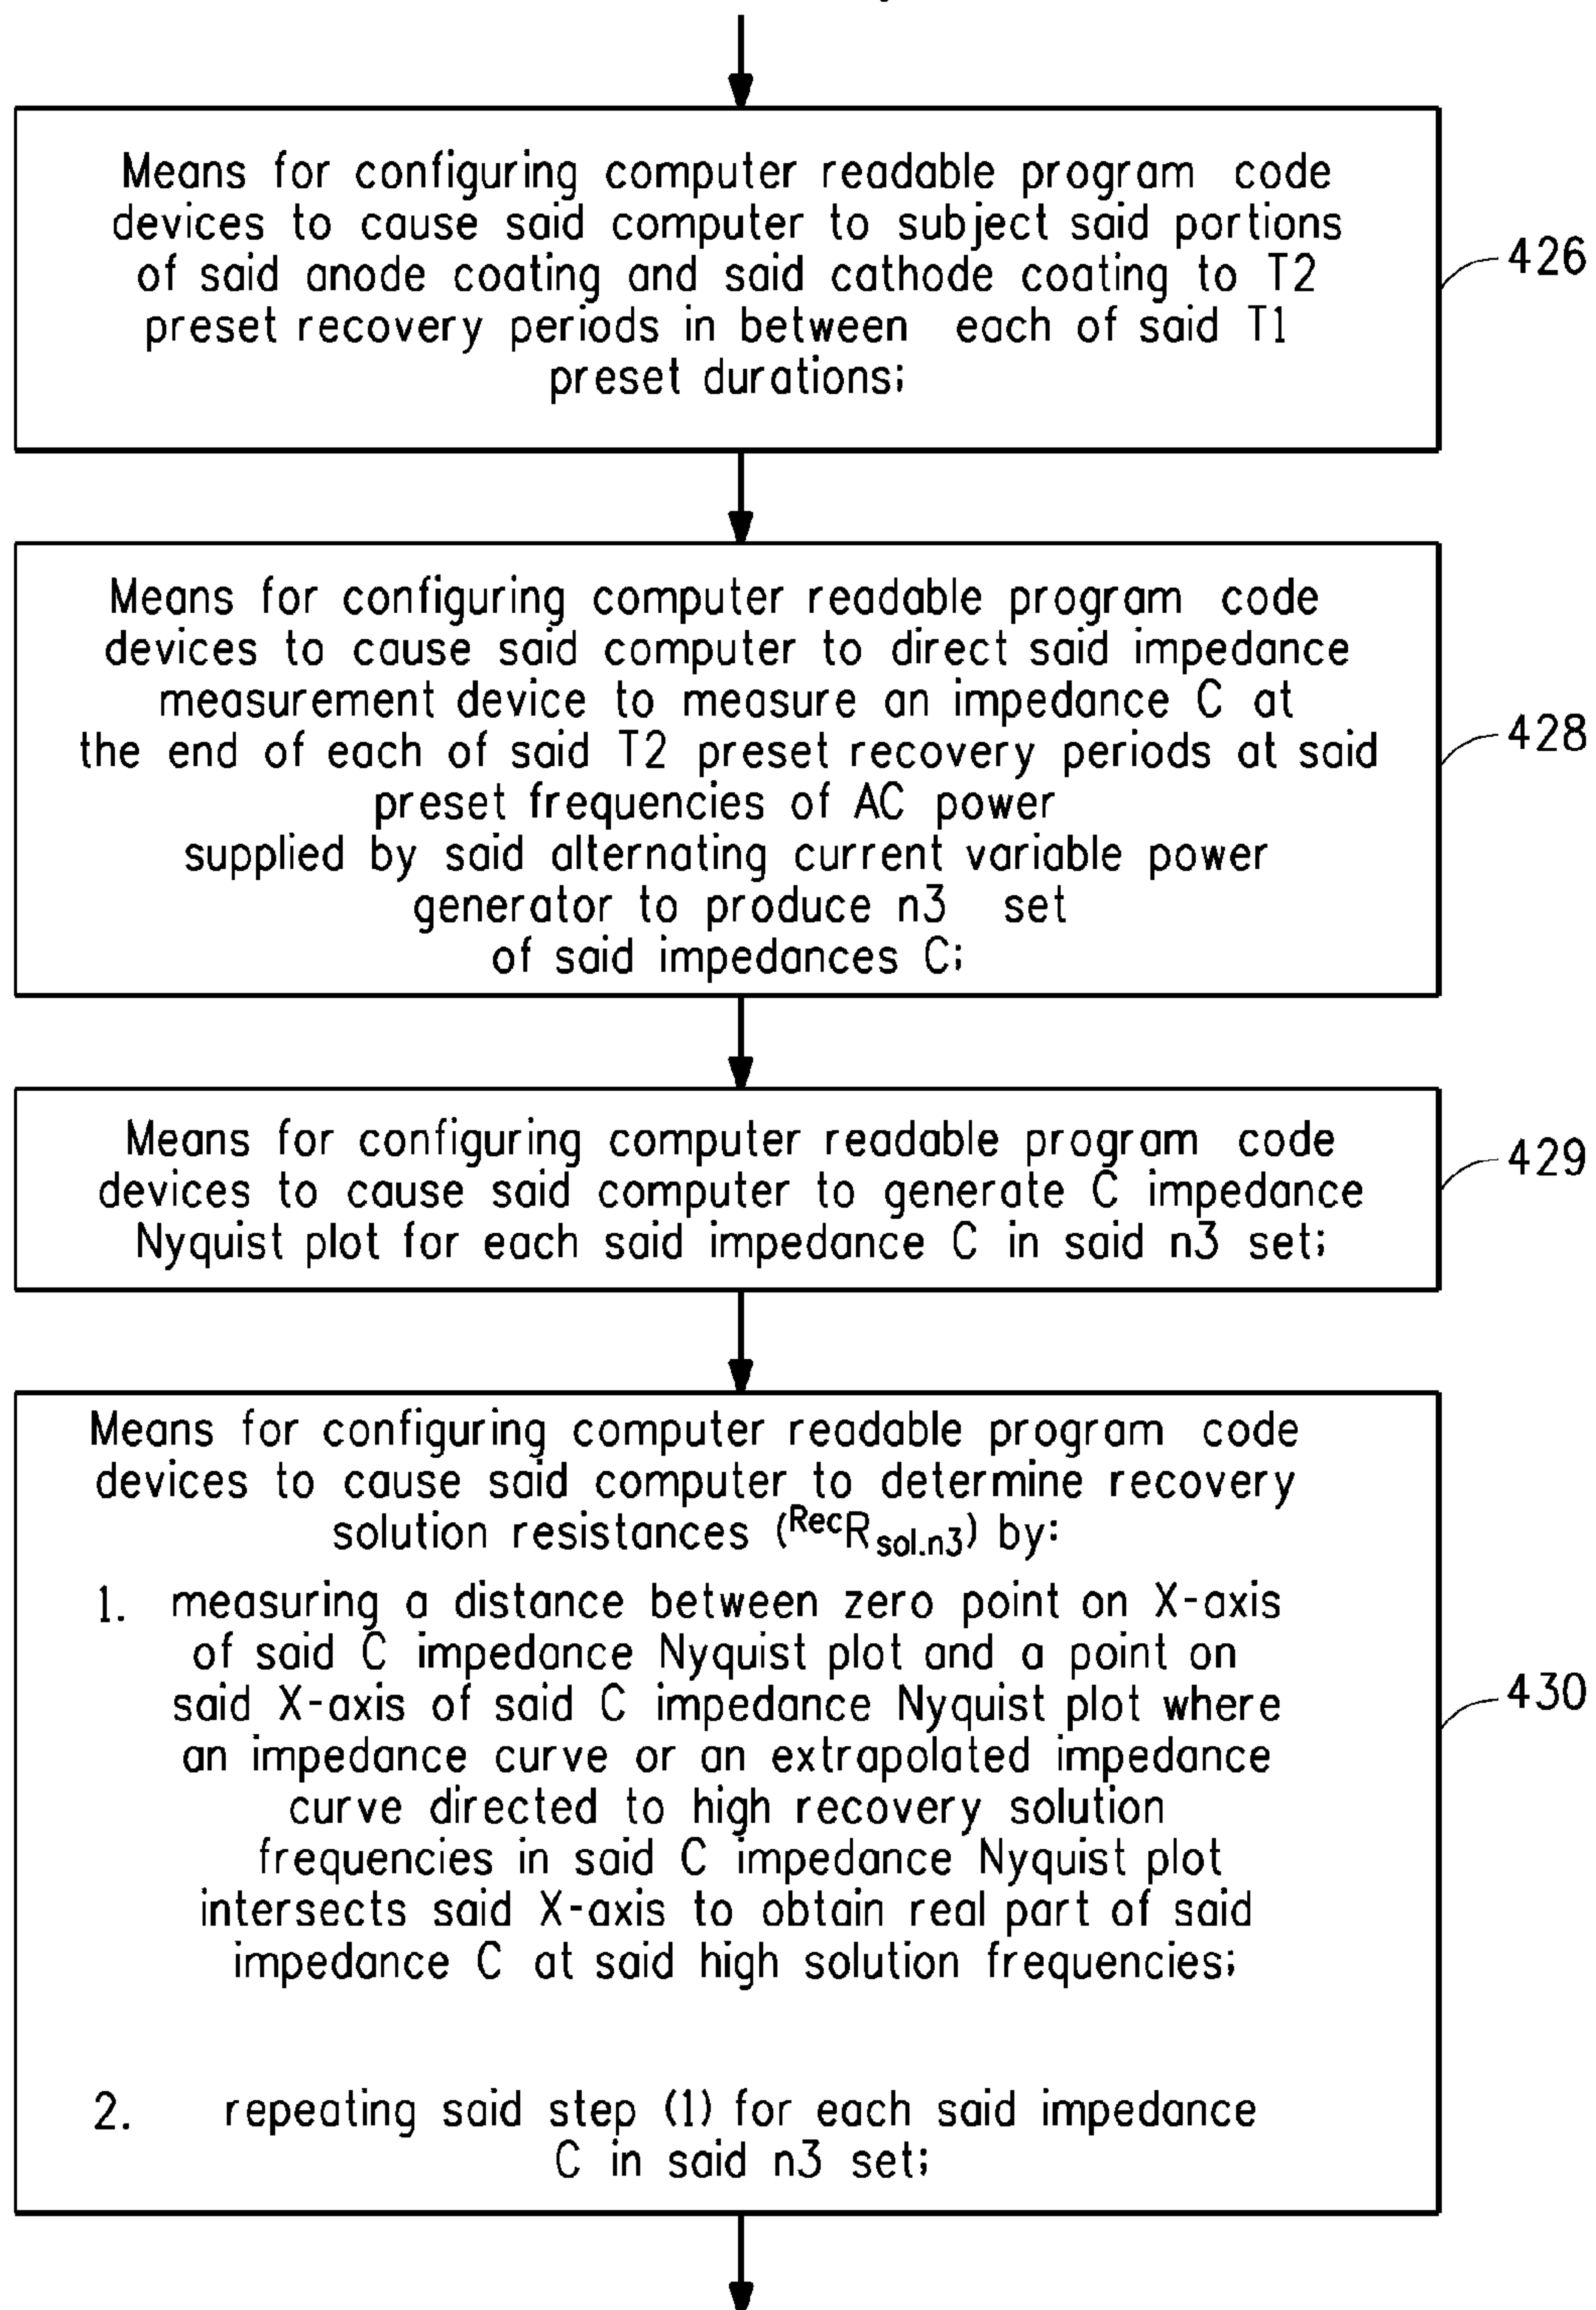 Means for configuring computer readable program code
devices to cause said computer to subject said portions
of said anode coating and said cathode coating to T2
preset recovery periods in between each of said T1
preset durations;
426
Means for configuring computer readable program code
devices to cause said computer to direct said impedance
measurement device to measure an impedance C at
the end of each of said T2 preset recovery periods at said
preset frequencies of AC power
supplied by said alternating current variable power
generator to produce n3 set
of said impedances C;
428
Means for configuring computer readable program code
devices to cause said computer to generate C impedance
Nyquist plot for each said impedance C in said n3 set;
429
Means for configuring computer readable program code
devices to cause said computer to determine recovery
solution resistances (RecRsol.n3) by:
1. measuring a distance between zero point on X-axis
of said C impedance Nyquist plot and a point on
said X-axis of said C impedance Nyquist plot where
an impedance curve or an extrapolated impedance
curve directed to high recovery solution
frequencies in said C impedance Nyquist plot
intersects said X-axis to obtain real part of said
impedance C at said high solution frequencies;
430
2. repeating said step (1) for each said impedance
C in said n3 set;